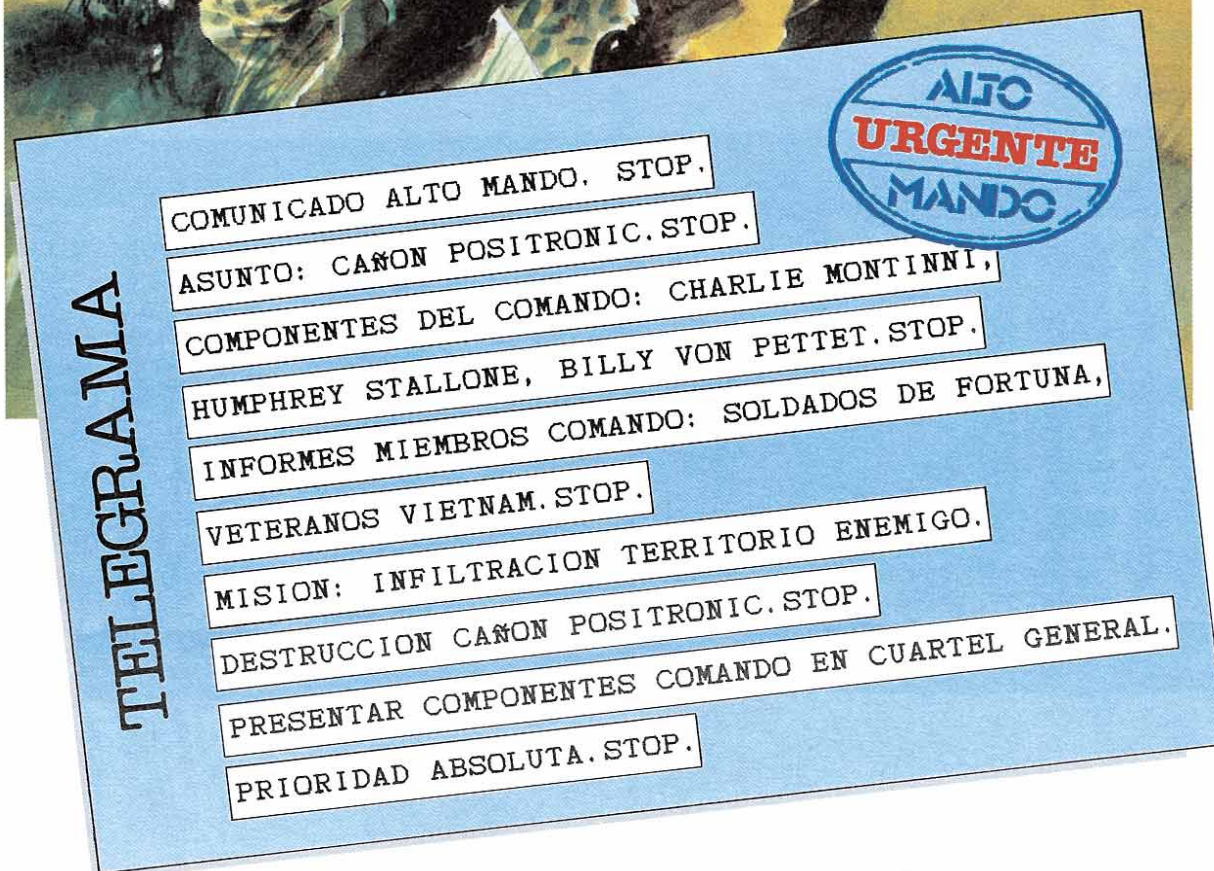 ALTO
URGENTE
MANDO
TELEGRAMA
COMUNICADO ALTO MANDO. STOP.
ASUNTO: CAÑON POSITRONIC.STOP.
COMPONENTES DEL COMANDO: CHARLIE MONTINNI,
HUMPHREY STALLONE, BILLY VON PETTET.STOP.
INFORMES MIEMBROS COMANDO: SOLDADOS DE FORTUNA,
VETERANOS VIETNAM.STOP.
MISION: INFILTRACION TERRITORIO ENEMIGO.
DESTRUCCION CAÑON POSITRONIC.STOP.
PRESENTAR COMPONENTES COMANDO EN CUARTEL GENERAL.
PRIORIDAD ABSOLUTA.STOP.